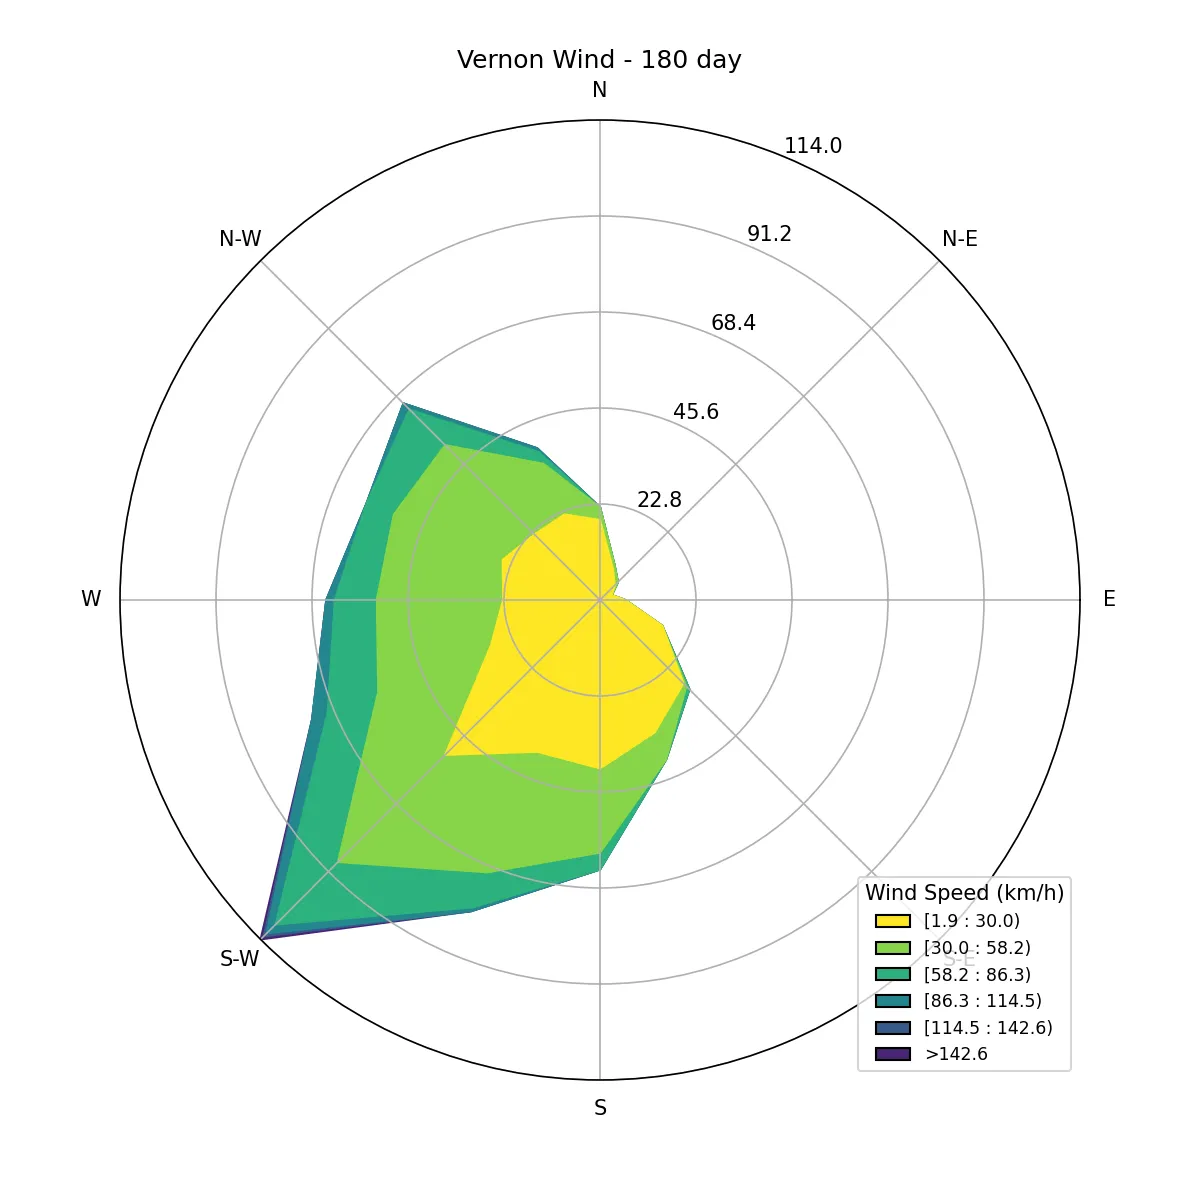 Vernon Wind - 180 day
N
114.0
91.2
N-W
N-E
68.4
45.6
22.8
W
E
S-W
S-E
S
Wind Speed (km/h)
[1.9 : 30.0)
[30.0 : 58.2)
[58.2 : 86.3)
[86.3 : 114.5)
[114.5 : 142.6)
>142.6